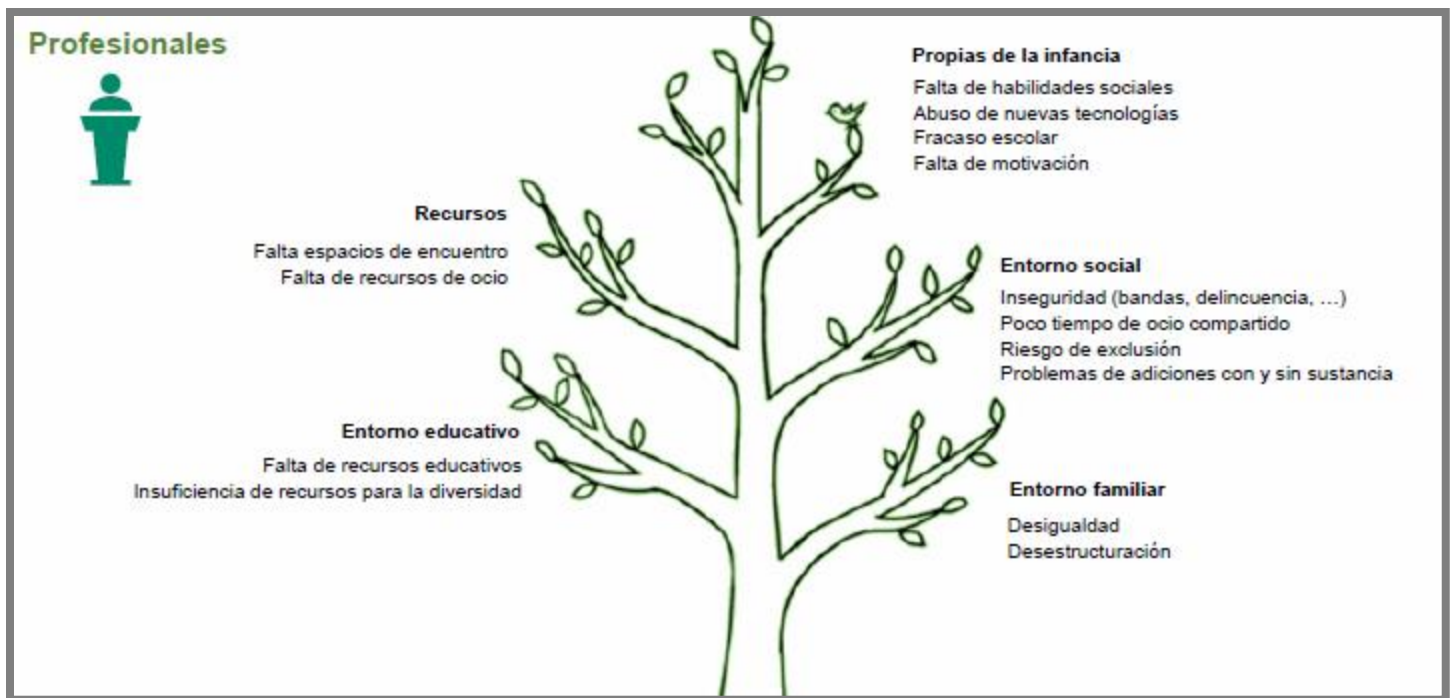 Profesionales
Propias de la infancia
Falta de habilidades sociales
Abuso de nuevas tecnologías
Fracaso escolar
Falta de motivación
Recursos
Falta espacios de encuentro
Falta de recursos de ocio
Entorno social
Inseguridad (bandas, delincuencia, ...)
Poco tiempo de ocio compartido
Riesgo de exclusión
Problemas de adiciones con y sin sustancia
Entorno educativo
Falta de recursos educativos
Insuficiencia de recursos para la diversidad
Entorno familiar
Desigualdad
Desestructuración